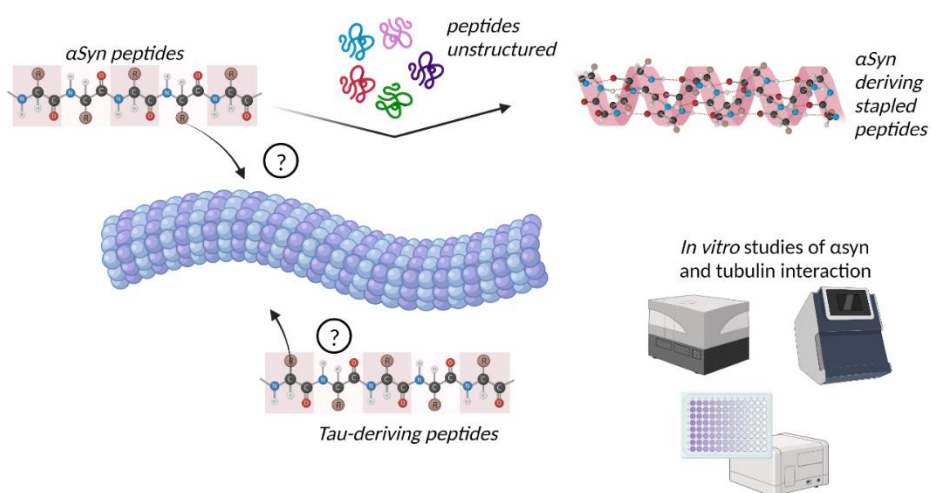 αSyn peptides
peptides
unstructured
αSyn
deriving
stapled
peptides
R
H
O
H
R
H
O
H
R
N
C
C
N
C
C
N
C
C
N
C
C
N
C
C
H
H
O
R
H
H
O
R
H
H
O
?
In vitro studies of αsyn
and tubulin interaction
?
R
H
O
H
R
H
O
H
R
N
C
C
N
C
C
N
C
C
N
C
C
N
C
C
H
H
O
R
H
H
O
R
H
H
O
Tau-deriving peptides